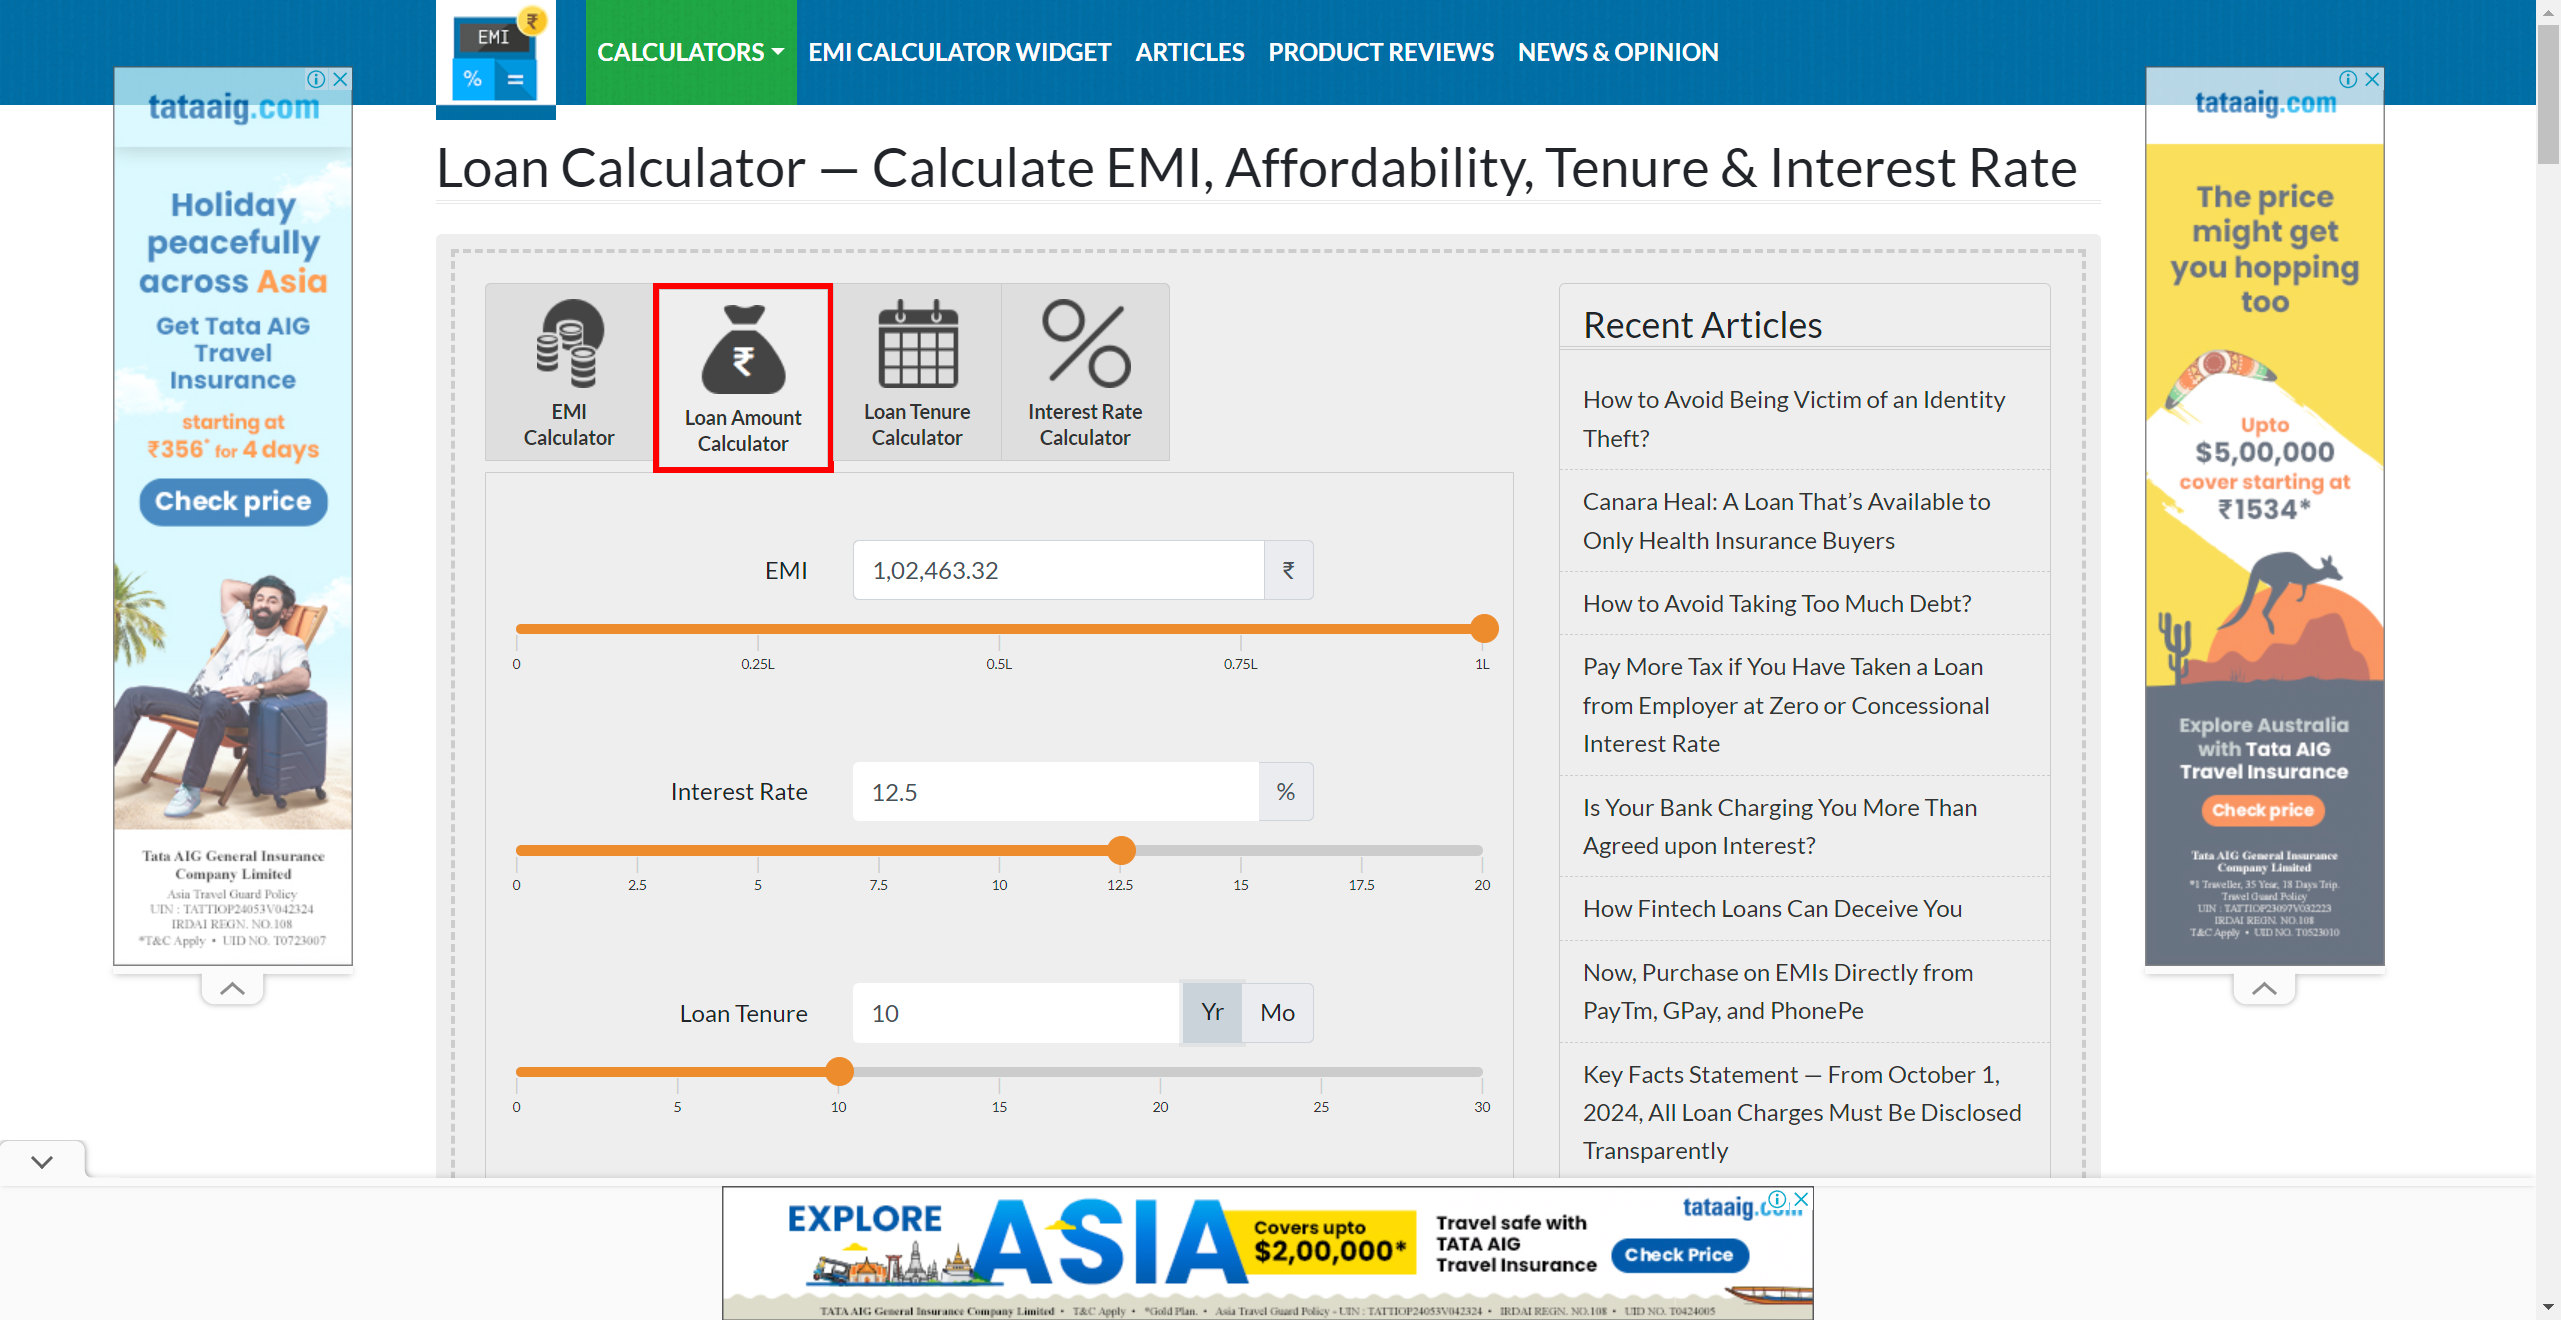 EMI
₹
%
=
CALCULATORS
EMI CALCULATOR WIDGET
ARTICLES
PRODUCT REVIEWS
NEWS & OPINION
Loan Calculator — Calculate EMI, Affordability, Tenure & Interest Rate
tataaig.com
Holiday
peacefully
across Asia
Get Tata AIG
Travel
Insurance
starting at
₹356* for 4 days
Check price
Tata AIG General Insurance
Company Limited
Asia Travel Guard Policy
UIN : TATTIOP24053V042324
IRDAI REGN. NO.108
*T&C Apply • UID NO. T0723007
EMI
Calculator
₹
Loan Amount
Calculator
Loan Tenure
Calculator
Interest Rate
Calculator
EMI
1,02,463.32
₹
0
0.25L
0.5L
0.75L
1L
Interest Rate
12.5
%
0
2.5
5
7.5
10
12.5
15
17.5
20
Loan Tenure
10
Yr
Mo
0
5
10
15
20
25
30
Recent Articles
How to Avoid Being Victim of an Identity
Theft?
Canara Heal: A Loan That’s Available to
Only Health Insurance Buyers
How to Avoid Taking Too Much Debt?
Pay More Tax if You Have Taken a Loan
from Employer at Zero or Concessional
Interest Rate
Is Your Bank Charging You More Than
Agreed upon Interest?
How Fintech Loans Can Deceive You
Now, Purchase on EMIs Directly from
PayTm, GPay, and PhonePe
Key Facts Statement — From October 1,
2024, All Loan Charges Must Be Disclosed
Transparently
tataaig.com
The price
might get
you hopping
too
Upto
$5,00,000
cover starting at
₹1534*
Explore Australia
with Tata AIG
Travel Insurance
Check price
Tata AIG General Insurance
Company Limited
*1 Traveller, 35 Year, 18 Days Trip.
Travel Guard Policy
UIN : TATTIOP23097V032223
IRDAI REGN. NO.108
T&C Apply • UID NO. T0523010
EXPLORE
ASIA
Covers upto
$2,00,000*
Travel safe with
TATA AIG
Travel Insurance
tataaig.com
Check Price
TATA AIG General Insurance Company Limited • T&C Apply • *Gold Plan. • Asia Travel Guard Policy - UIN : TATTIOP24053V042324 • IRDAI REGN. NO.108 • UID NO. T0424005